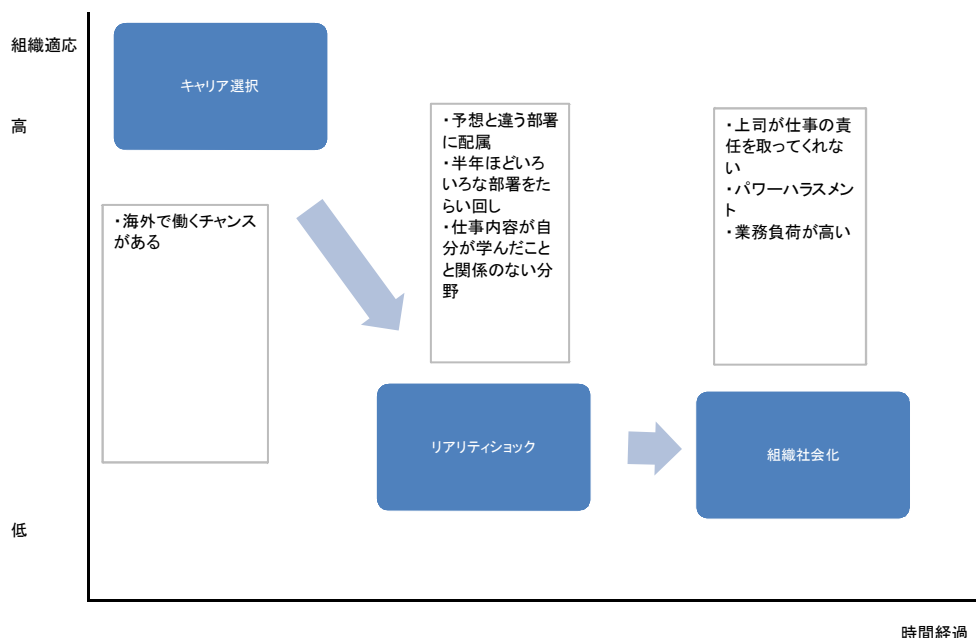 組織適応
高
低
キャリア選択
・海外で働くチャンス
がある
・予想と違う部署
に配属
・半年ほどいろ
いろな部署をた
らい回し
・仕事内容が自
分が学んだこと
と関係のない分
野
リアリティショック
・上司が仕事の責
任を取ってくれな
い
・パワーハラスメン
ト
・業務負荷が高い
組織社会化
時間経過